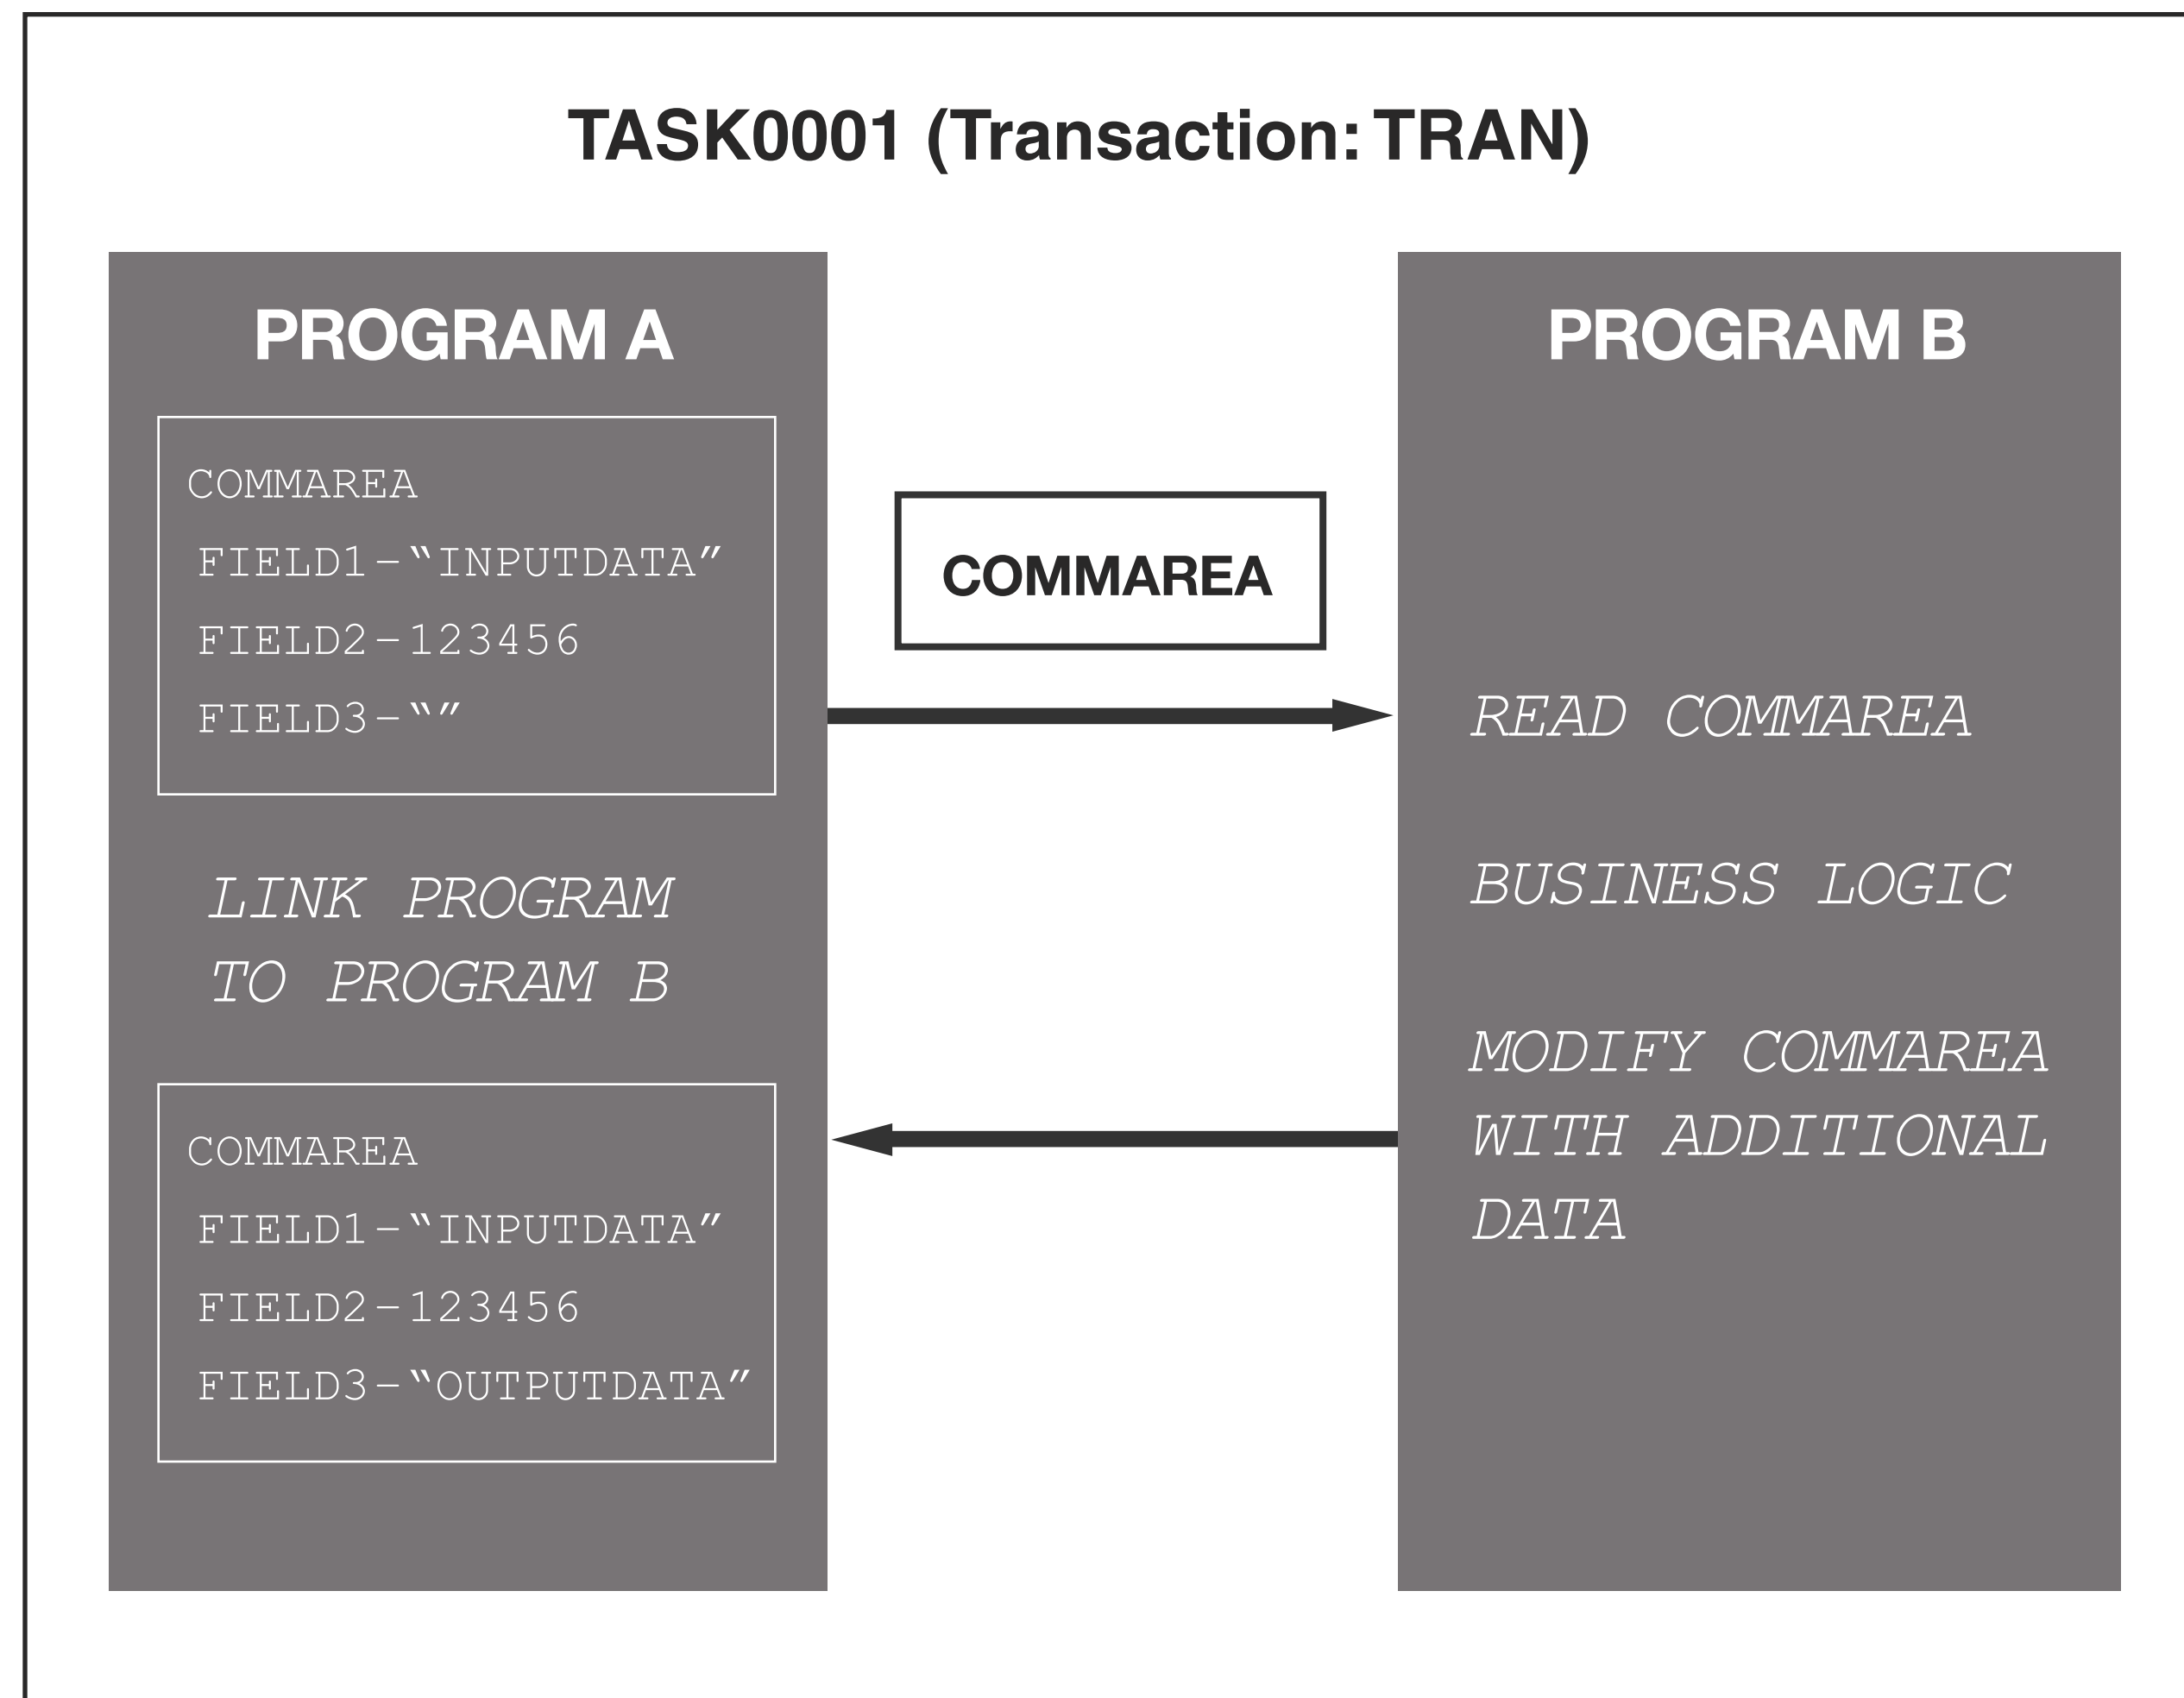 TASK0001 (Transaction: TRAN)
PROGRAM A
COMMAREA
FIELD1-“INPUTDATA”
FIELD2-123456
FIELD3-“”
LINK PROGRAM
TO PROGRAM B
COMMAREA
FIELD1-“INPUTDATA”
FIELD2-123456
FIELD3-“OUTPUTDATA”
COMMAREA
PROGRAM B
READ COMMAREA
BUSINESS LOGIC
MODIFY COMMAREA
WITH ADDITIONAL
DATA